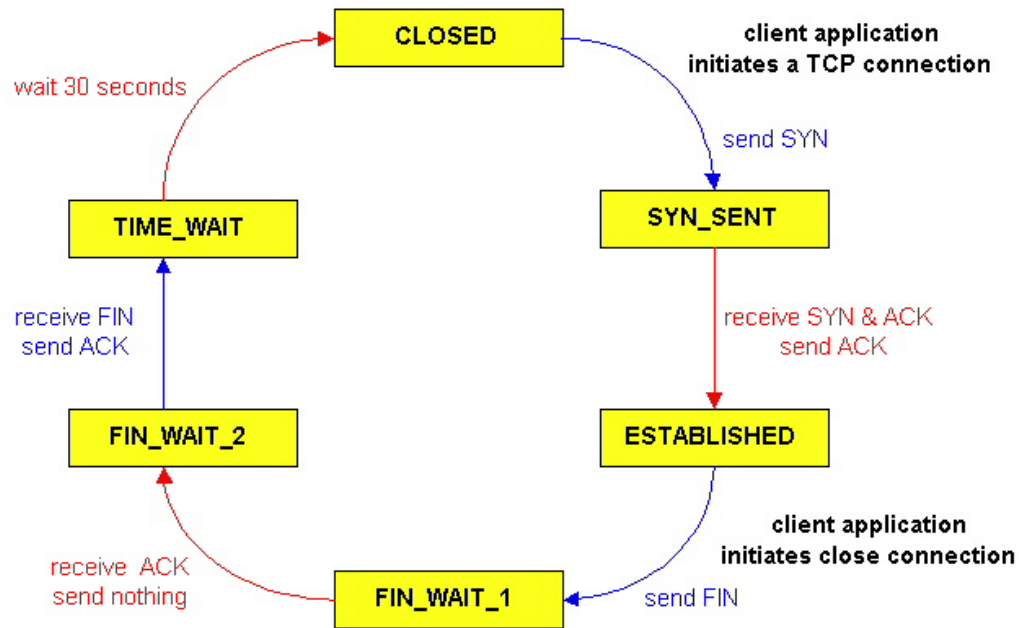 CLOSED
client application
initiates a TCP connection
wait 30 seconds
send SYN
TIME_WAIT
SYN_SENT
receive FIN
send ACK
receive SYN & ACK
send ACK
FIN_WAIT_2
ESTABLISHED
client application
initiates close connection
receive ACK
send nothing
FIN_WAIT_1
send FIN